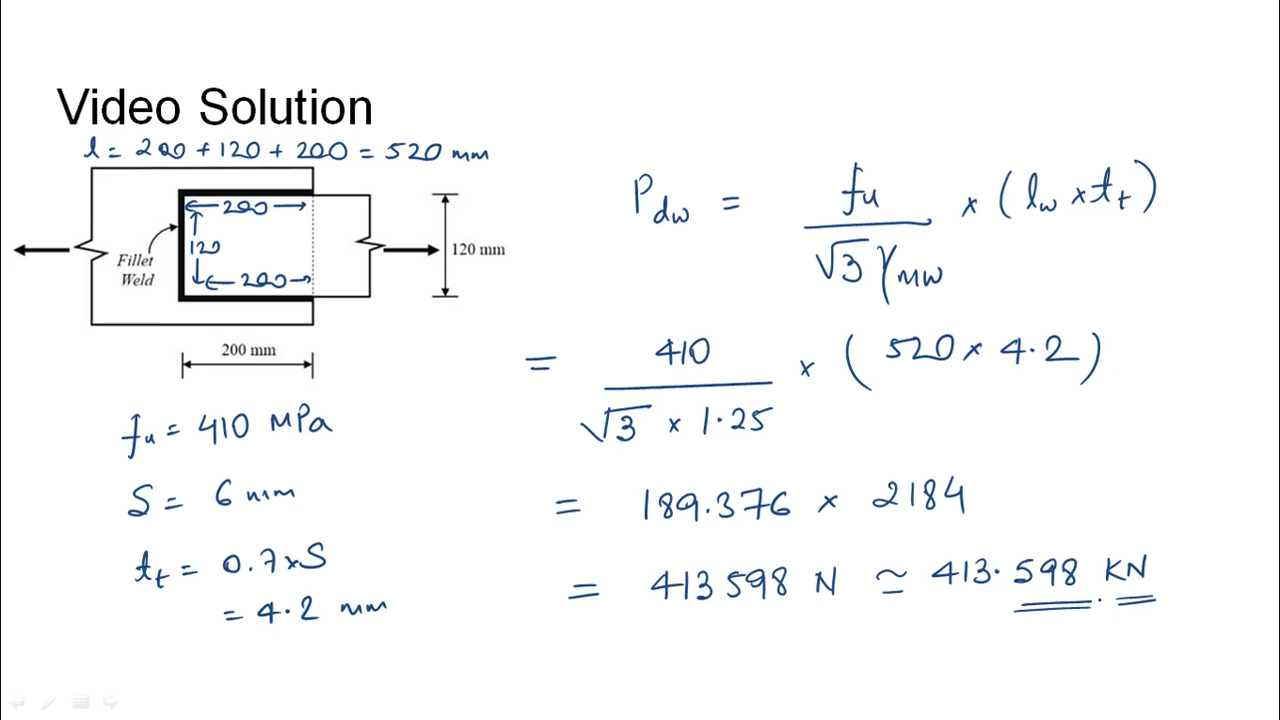 Video Solution
l = 200 + 120 + 200 = 520 mm
200
120
200
Fillet
Weld
120 mm
200 mm
fu = 410 MPa
S = 6 mm
tt = 0.7 x S
= 4.2 mm
Pdw = fu / √3 γMW x (lw x tt)
= 410 / √3 x 1.25 x (520 x 4.2)
= 189.376 x 2184
= 413598 N ≃ 413.598 KN